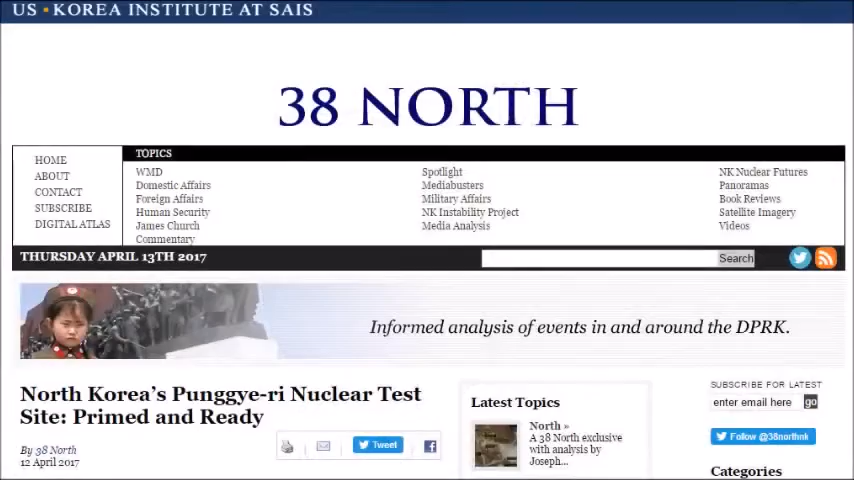 US ▪ KOREA INSTITUTE AT SAIS
38 NORTH
HOME
ABOUT
CONTACT
SUBSCRIBE
DIGITAL ATLAS
TOPICS
WMD
Domestic Affairs
Foreign Affairs
Human Security
James Church
Commentary
Spotlight
Mediabusters
Military Affairs
NK Instability Project
Media Analysis
NK Nuclear Futures
Panoramas
Book Reviews
Satellite Imagery
Videos
THURSDAY APRIL 13TH 2017
Search
Informed analysis of events in and around the DPRK.
North Korea's Punggye-ri Nuclear Test
Site: Primed and Ready
By 38 North
12 April 2017
Tweet
Latest Topics
North »
A 38 North exclusive
with analysis by
Joseph...
SUBSCRIBE FOR LATEST
enter email here
go
Follow @38northnk
Categories